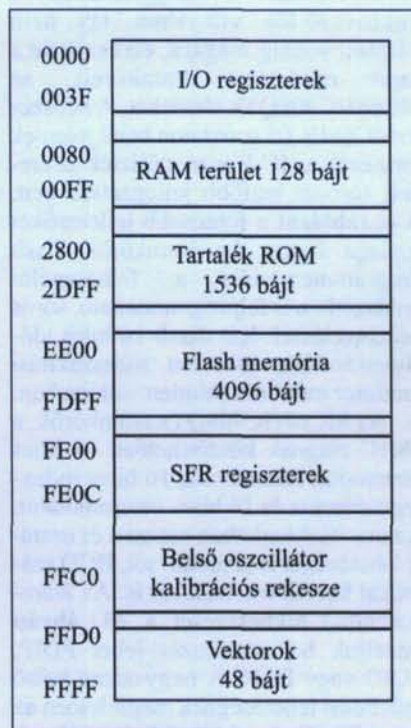 0000
I/O regiszterek
003F
0080
RAM terület 128 bájt
00FF
2800
Tartalék ROM
1536 bájt
2DFF
EE00
Flash memória
4096 bájt
FDFF
FE00
SFR regiszterek
FE0C
Belső oszcillátor
kalibrációs rekesze
FFC0
FFD0
Vektorok
48 bájt
FFFF